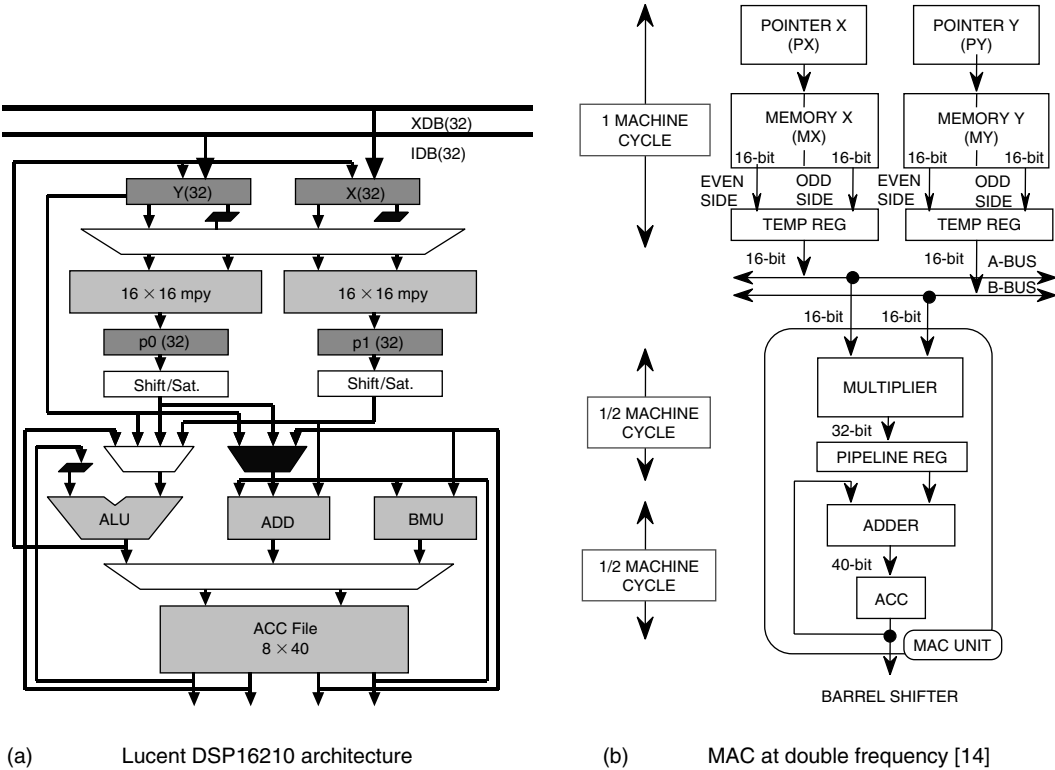 XDB(32)
IDB(32)
Y(32)
X(32)
16 × 16 mpy
16 × 16 mpy
p0 (32)
p1 (32)
Shift/Sat.
Shift/Sat.
ALU
ADD
BMU
ACC File
8 × 40
(a) Lucent DSP16210 architecture
1 MACHINE
CYCLE
1/2 MACHINE
CYCLE
1/2 MACHINE
CYCLE
POINTER X
(PX)
POINTER Y
(PY)
MEMORY X
(MX)
16-bit 16-bit
MEMORY Y
(MY)
16-bit 16-bit
EVEN
SIDE
ODD
SIDE
EVEN
SIDE
ODD
SIDE
TEMP REG
TEMP REG
16-bit
16-bit
A-BUS
B-BUS
16-bit
16-bit
MULTIPLIER
32-bit
PIPELINE REG
ADDER
40-bit
ACC
MAC UNIT
BARREL SHIFTER
(b) MAC at double frequency [14]